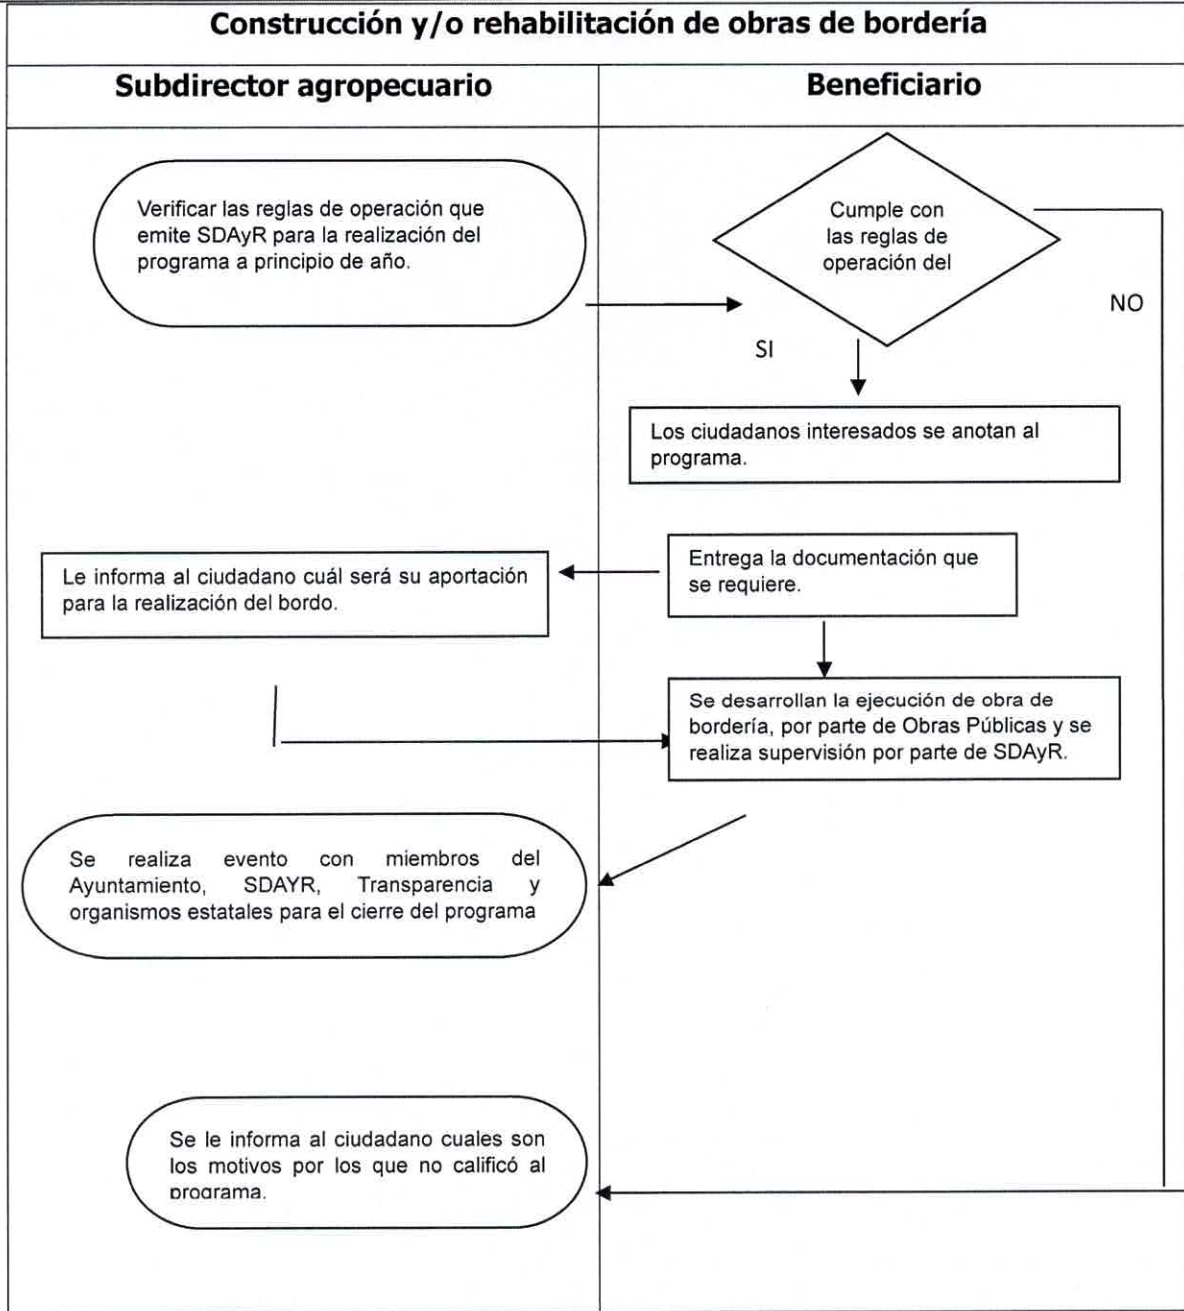 Construcción y/o rehabilitación de obras de bordería
Subdirector agropecuario
Beneficiario
Verificar las reglas de operación que
emite SDAyR para la realización del
programa a principio de año.
Cumple con
las reglas de
operación del
NO
SI
Los ciudadanos interesados se anotan al
programa.
Entrega la documentación que
se requiere.
Le informa al ciudadano cuál será su aportación
para la realización del bordo.
Se desarrollan la ejecución de obra de
bordería, por parte de Obras Públicas y se
realiza supervisión por parte de SDAyR.
Se realiza evento con miembros del
Ayuntamiento, SDAYR, Transparencia y
organismos estatales para el cierre del programa
Se le informa al ciudadano cuales son
los motivos por los que no calificó al
programa.